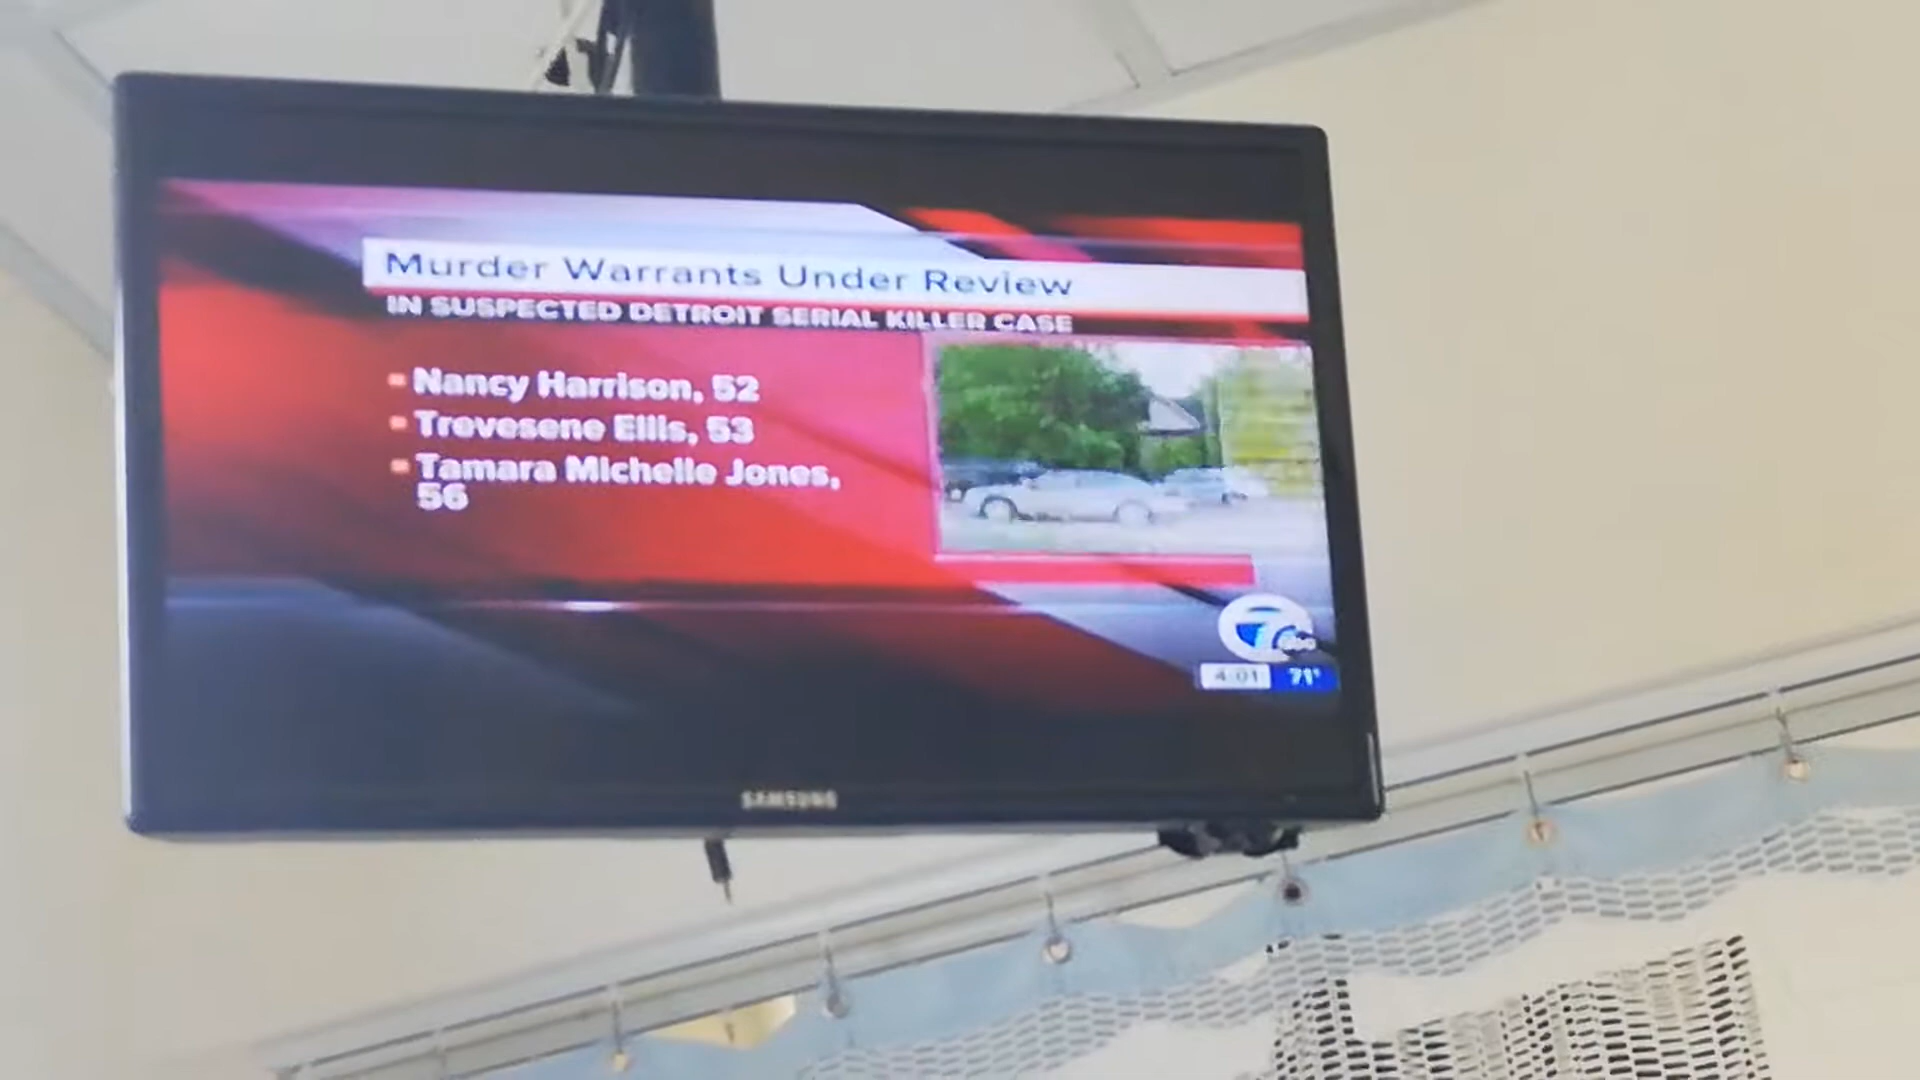 Murder Warrants Under Review
IN SUSPECTED DETROIT SERIAL KILLER CASE
Nancy Harrison, 52
Trevesene Ellis, 53
Tamara Michelle Jones,
56
7 abc
4:01 71°
SAMSUNG